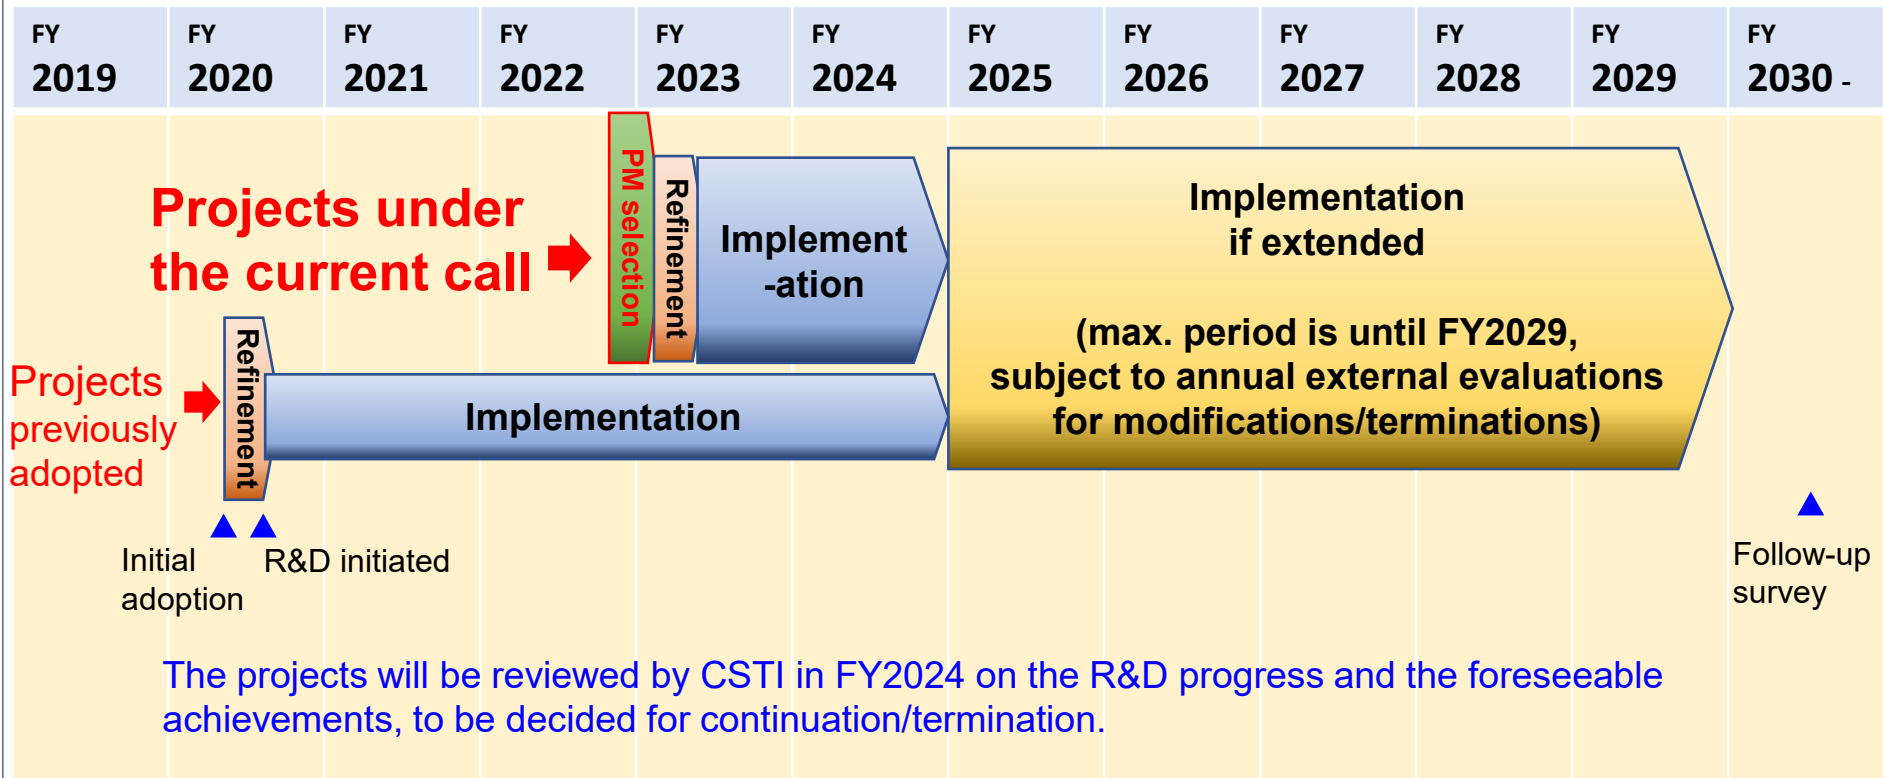 FY 2019
FY 2020
FY 2021
FY 2022
FY 2023
FY 2024
FY 2025
FY 2026
FY 2027
FY 2028
FY 2029
FY 2030 -
Projects under
the current call
PM selection
Refinement
Implement
-ation
Implementation
if extended
(max. period is until FY2029,
subject to annual external evaluations
for modifications/terminations)
Projects
previously
adopted
Refinement
Implementation
Initial
adoption
R&D initiated
Follow-up
survey
The projects will be reviewed by CSTI in FY2024 on the R&D progress and the foreseeable
achievements, to be decided for continuation/termination.